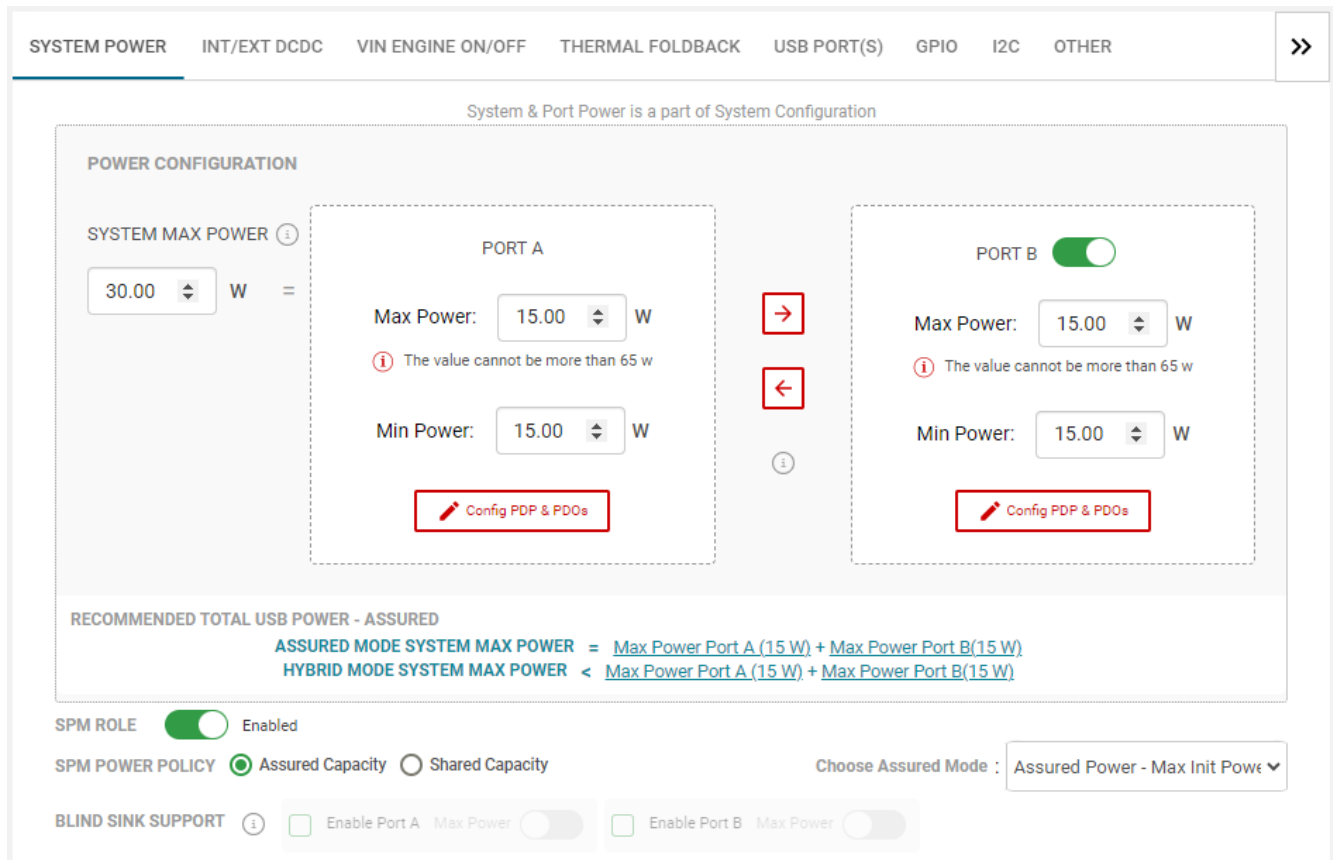 SYSTEM POWER INT/EXT DCDC VIN ENGINE ON/OFF THERMAL FOLDBACK USB PORT(S) GPIO I2C OTHER
System & Port Power is a part of System Configuration
POWER CONFIGURATION
SYSTEM MAX POWER
30.00 W =
PORT A
Max Power: 15.00 W
The value cannot be more than 65 w
Min Power: 15.00 W
Config PDP & PDOs
PORT B
Max Power: 15.00 W
The value cannot be more than 65 w
Min Power: 15.00 W
Config PDP & PDOs
RECOMMENDED TOTAL USB POWER - ASSURED
ASSURED MODE SYSTEM MAX POWER = Max Power Port A (15 W) + Max Power Port B(15 W)
HYBRID MODE SYSTEM MAX POWER < Max Power Port A (15 W) + Max Power Port B(15 W)
SPM ROLE Enabled
SPM POWER POLICY Assured Capacity Shared Capacity Choose Assured Mode : Assured Power - Max Init Powe
BLIND SINK SUPPORT Enable Port A Max Power Enable Port B Max Power